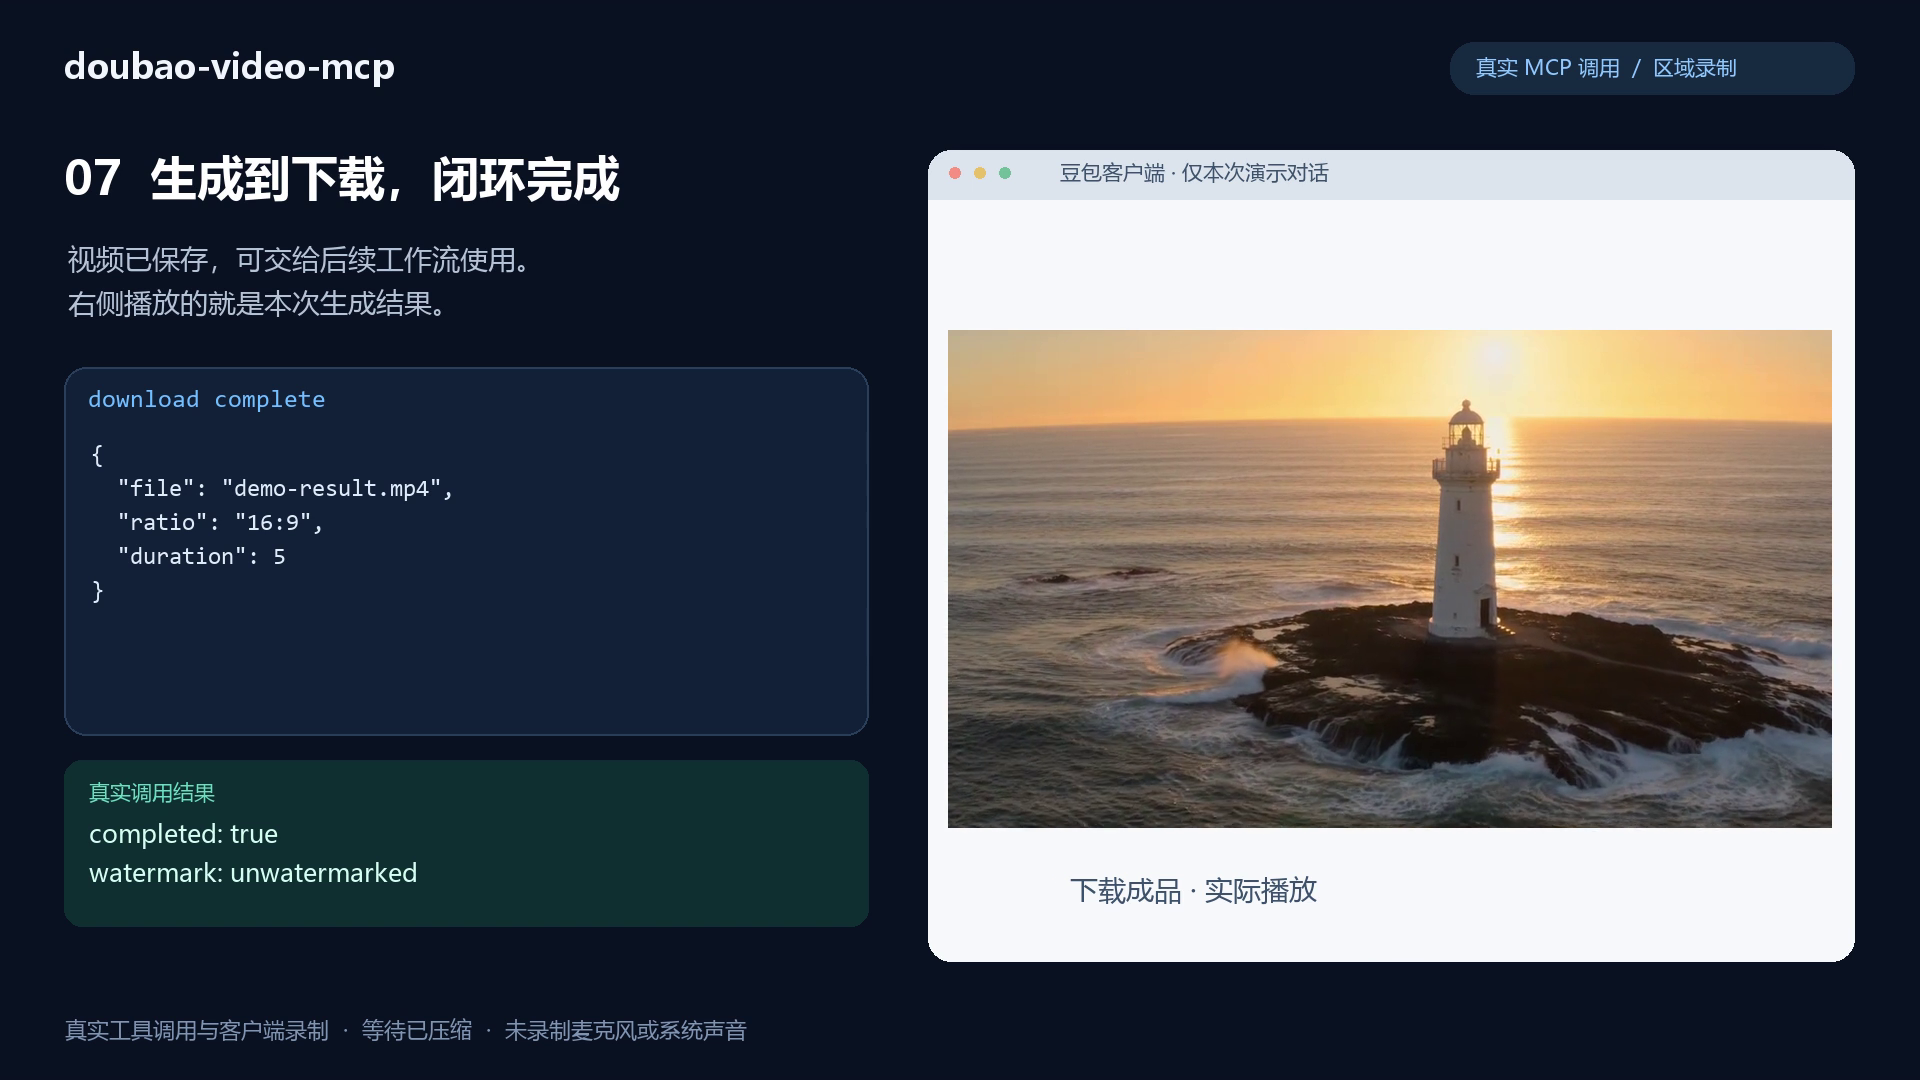 doubao-video-mcp
真实 MCP 调用 / 区域录制
07 生成到下载，闭环完成
视频已保存，可交给后续工作流使用。
右侧播放的就是本次生成结果。
download complete
{
"file": "demo-result.mp4",
"ratio": "16:9",
"duration": 5
}
真实调用结果
completed: true
watermark: unwatermarked
豆包客户端 · 仅本次演示对话
下载成品 · 实际播放
真实工具调用与客户端录制 · 等待已压缩 · 未录制麦克风或系统声音